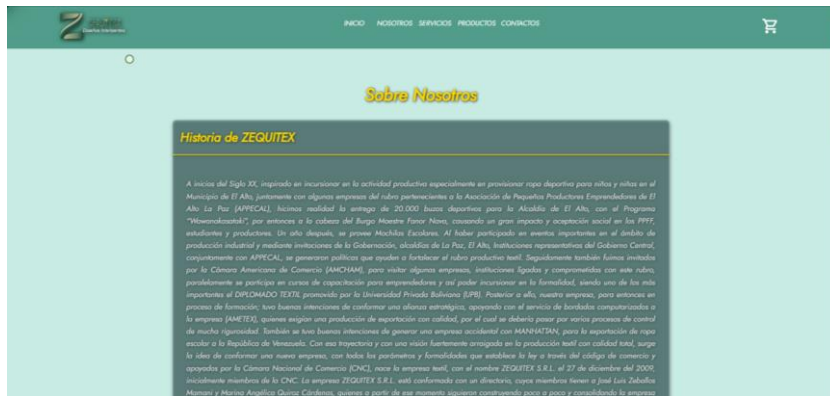 INICIO NOSOTROS SERVICIOS PRODUCTOS CONTACTOS
Sobre Nosotros
Historia de ZEQUITEX
A inicios del Siglo XX, inspirado en incursionar en la actividad productiva especialmente en provisionar ropa deportiva para niños y niñas en el
Municipio de El Alto, juntamente con algunas empresas del rubro pertenecientes a la Asociación de Pequeños Productores Emprendedores de El
Alto La Paz (APPECAL), hicimos realidad la entrega de 20.000 buzos deportivos para la Alcaldía de El Alto, con el Programa
"Wawanakasataki", por entonces a la cabeza del Burgo Maestre Fanor Nava, causando un gran impacto y aceptación social en los PPFF,
estudiantes y productores. Un año después, se provee Mochilas Escolares. Al haber participado en eventos importantes en el ámbito de
producción industrial y mediante invitaciones de la Gobernación, alcaldías de La Paz, El Alto, Instituciones representativas del Gobierno Central,
conjuntamente con APPECAL, se generaron políticas que ayuden a fortalecer el rubro productivo textil. Seguidamente también fuimos invitados
por la Cámara Americana de Comercio (AMCHAM), para visitar algunas empresas, instituciones ligadas y comprometidas con este rubro,
paralelamente se participa en cursos de capacitación para emprendedores y así poder incursionar en la formalidad, siendo uno de los más
importantes el DIPLOMADO TEXTIL promovido por la Universidad Privada Boliviana (UPB). Posterior a ello, nuestra empresa, para entonces en
proceso de formación, tuvo buenas intenciones de conformar una alianza estratégica, apoyando con el servicio de bordados computarizados a
la empresa (AMETEX), quienes exigían una producción de exportación con calidad, por el cual se debería pasar por varios procesos de control
de mucha rigurosidad. También se tuvo buenas intenciones de generar una empresa accidental con MANHATTAN, para la exportación de ropa
escolar a la República de Venezuela. Con esa trayectoria y con una visión fuertemente arraigada en la producción textil con calidad total, surge
la idea de conformar una nueva empresa, con todos los parámetros y formalidades que establece la ley a través del código de comercio y
apoyados por la Cámara Nacional de Comercio (CNC), nace la empresa textil, con el nombre ZEQUITEX S.R.L. el 27 de diciembre del 2009,
inicialmente miembros de la CNC. La empresa ZEQUITEX S.R.L. está conformada con un directorio, cuyos miembros tienen a José Luis Zeballos
Mamani y Marina Angélica Quiroz Cárdenas, quienes a partir de ese momento siguieron construyendo poco a poco y consolidando la empresa